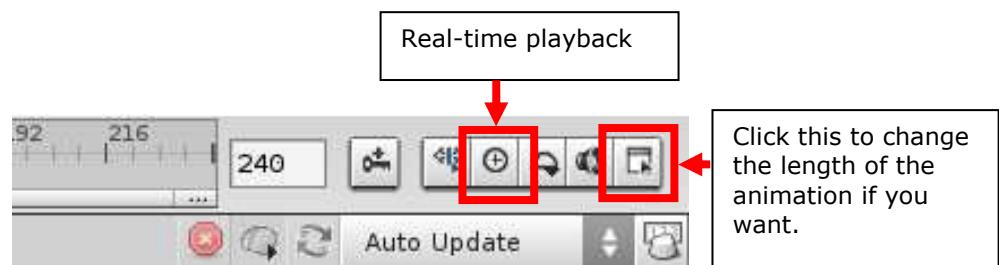 Real-time playback
92 216
240
Click this to change
the length of the
animation if you
want.
...
Auto Update